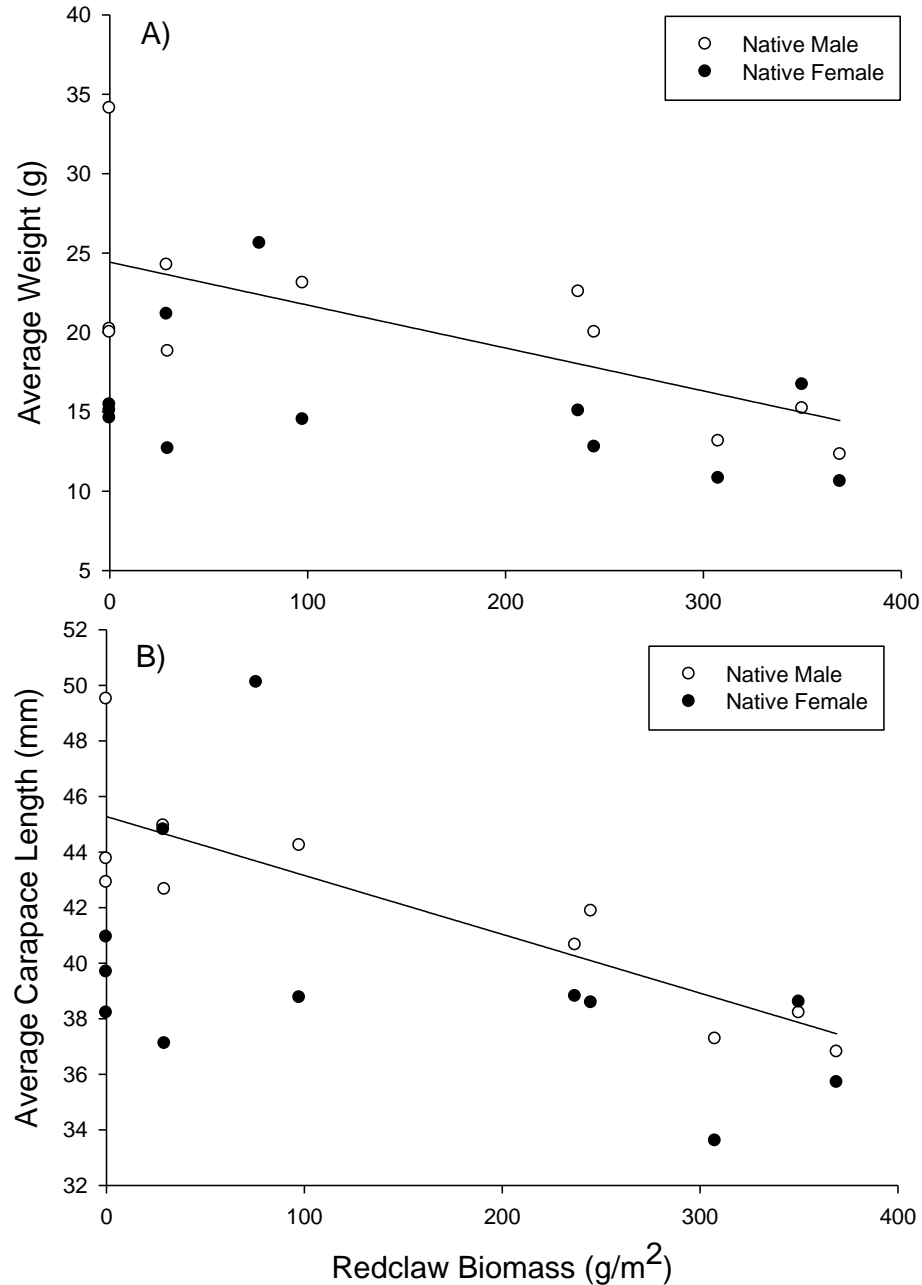 A)
Native Male
Native Female
40
35
30
25
20
15
10
5
Average Weight (g)
0 100 200 300 400
B)
Native Male
Native Female
52
50
48
46
44
42
40
38
36
34
32
Average Carapace Length (mm)
0 100 200 300 400
Redclaw Biomass (g/m²)